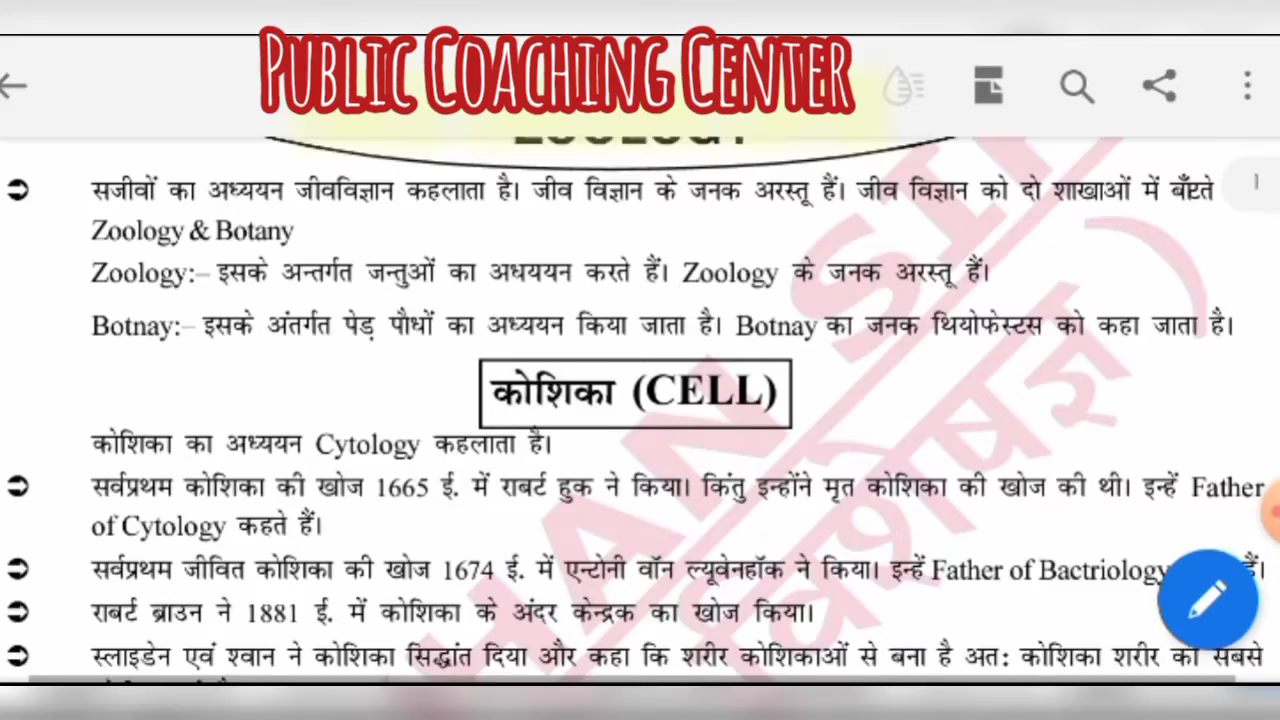 PUBLIC COACHING CENTER
ZOOLOGY
सजीवों का अध्ययन जीवविज्ञान कहलाता है। जीव विज्ञान के जनक अरस्तू हैं। जीव विज्ञान को दो शाखाओं में बाँटते
1
Zoology & Botany
Zoology:– इसके अन्तर्गत जन्तुओं का अधययन करते हैं। Zoology के जनक अरस्तू हैं।
Botnay:– इसके अंतर्गत पेड़ पौधों का अध्ययन किया जाता है। Botnay का जनक थियोफेस्टस को कहा जाता है।
कोशिका (CELL)
कोशिका का अध्ययन Cytology कहलाता है।
सर्वप्रथम कोशिका की खोज 1665 ई. में राबर्ट हुक ने किया। किंतु इन्होंने मृत कोशिका की खोज की थी। इन्हें Father
of Cytology कहते हैं।
सर्वप्रथम जीवित कोशिका की खोज 1674 ई. में एन्टोनी वॉन ल्यूवेनहॉक ने किया। इन्हें Father of Bactriology हैं।
राबर्ट ब्राउन ने 1881 ई. में कोशिका के अंदर केन्द्रक का खोज किया।
स्लाइडेन एवं श्वान ने कोशिका सिद्धांत दिया और कहा कि शरीर कोशिकाओं से बना है अत: कोशिका शरीर की सबसे